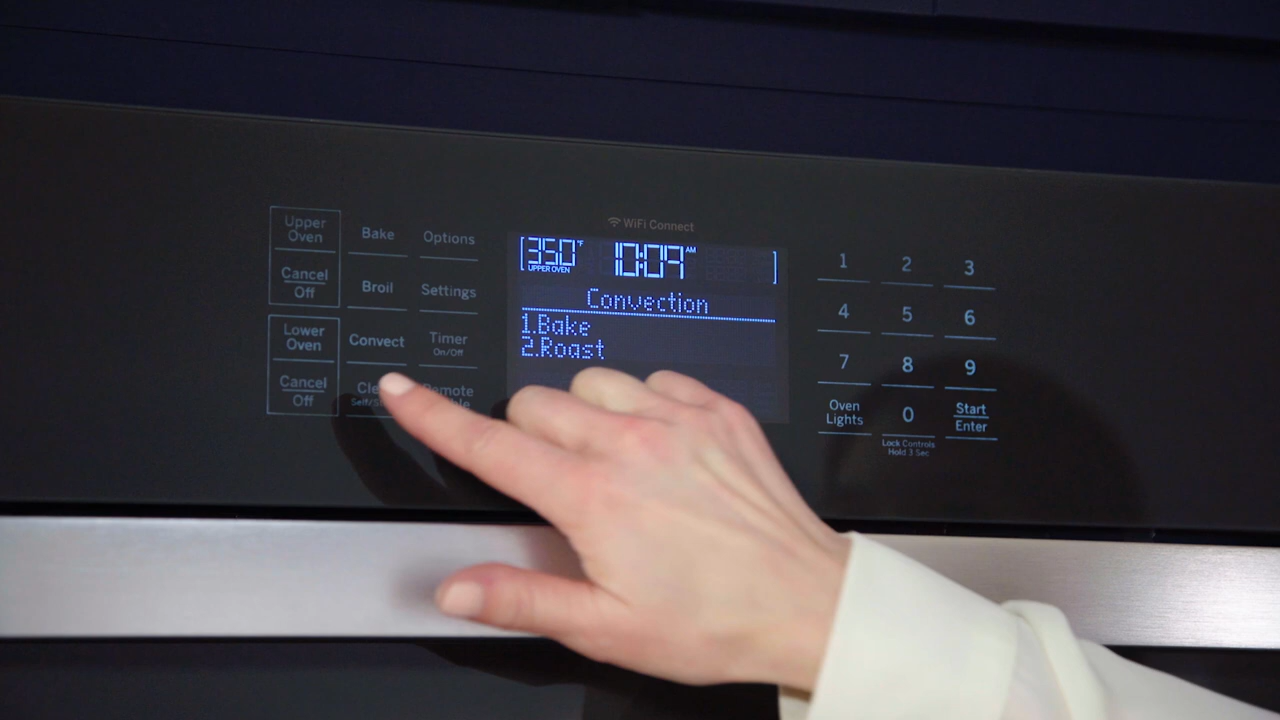 Upper
Oven
Cancel
Off
Lower
Oven
Cancel
Off
Bake
Broil
Convect
Options
Settings
Timer
On/Off
WiFi Connect
350°F
UPPER OVEN
10:09 AM
Convection
1.Bake
2.Roast
1 2 3
4 5 6
7 8 9
Oven
Lights
0
Lock Controls
Hold 3 Sec
Start
Enter